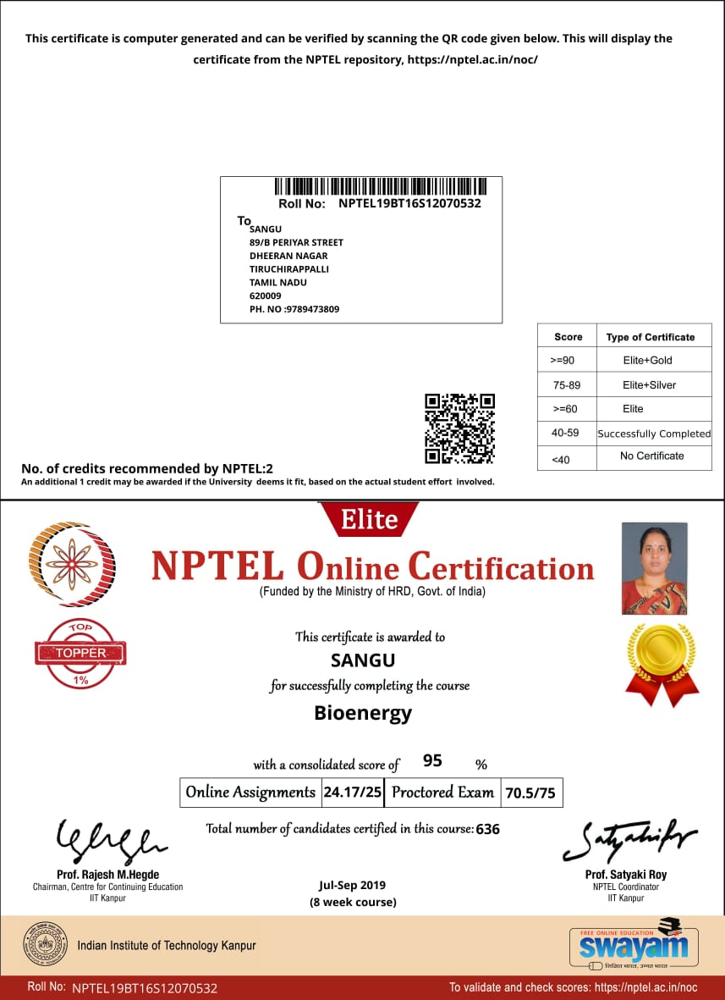 This certificate is computer generated and can be verified by scanning the QR code given below. This will display the
certificate from the NPTEL repository, https://nptel.ac.in/noc/
Roll No: NPTEL19BT16S12070532
To
SANGU
89/B PERIYAR STREET
DHEERAN NAGAR
TIRUCHIRAPPALLI
TAMIL NADU
620009
PH. NO :9789473809
Score Type of Certificate
>=90 Elite+Gold
75-89 Elite+Silver
>=60 Elite
40-59 Successfully Completed
<40 No Certificate
No. of credits recommended by NPTEL:2
An additional 1 credit may be awarded if the University deems it fit, based on the actual student effort involved.
Elite
NPTEL Online Certification
(Funded by the Ministry of HRD, Govt. of India)
TOP
TOPPER
1%
This certificate is awarded to
SANGU
for successfully completing the course
Bioenergy
with a consolidated score of 95 %
Online Assignments 24.17/25 Proctored Exam 70.5/75
Total number of candidates certified in this course: 636
Prof. Rajesh M.Hegde
Chairman, Centre for Continuing Education
IIT Kanpur
Jul-Sep 2019
(8 week course)
Prof. Satyaki Roy
NPTEL Coordinator
IIT Kanpur
Indian Institute of Technology Kanpur
FREE ONLINE EDUCATION
swayam
शिक्षित भारत, उन्नत भारत
Roll No: NPTEL19BT16S12070532
To validate and check scores: https://nptel.ac.in/noc